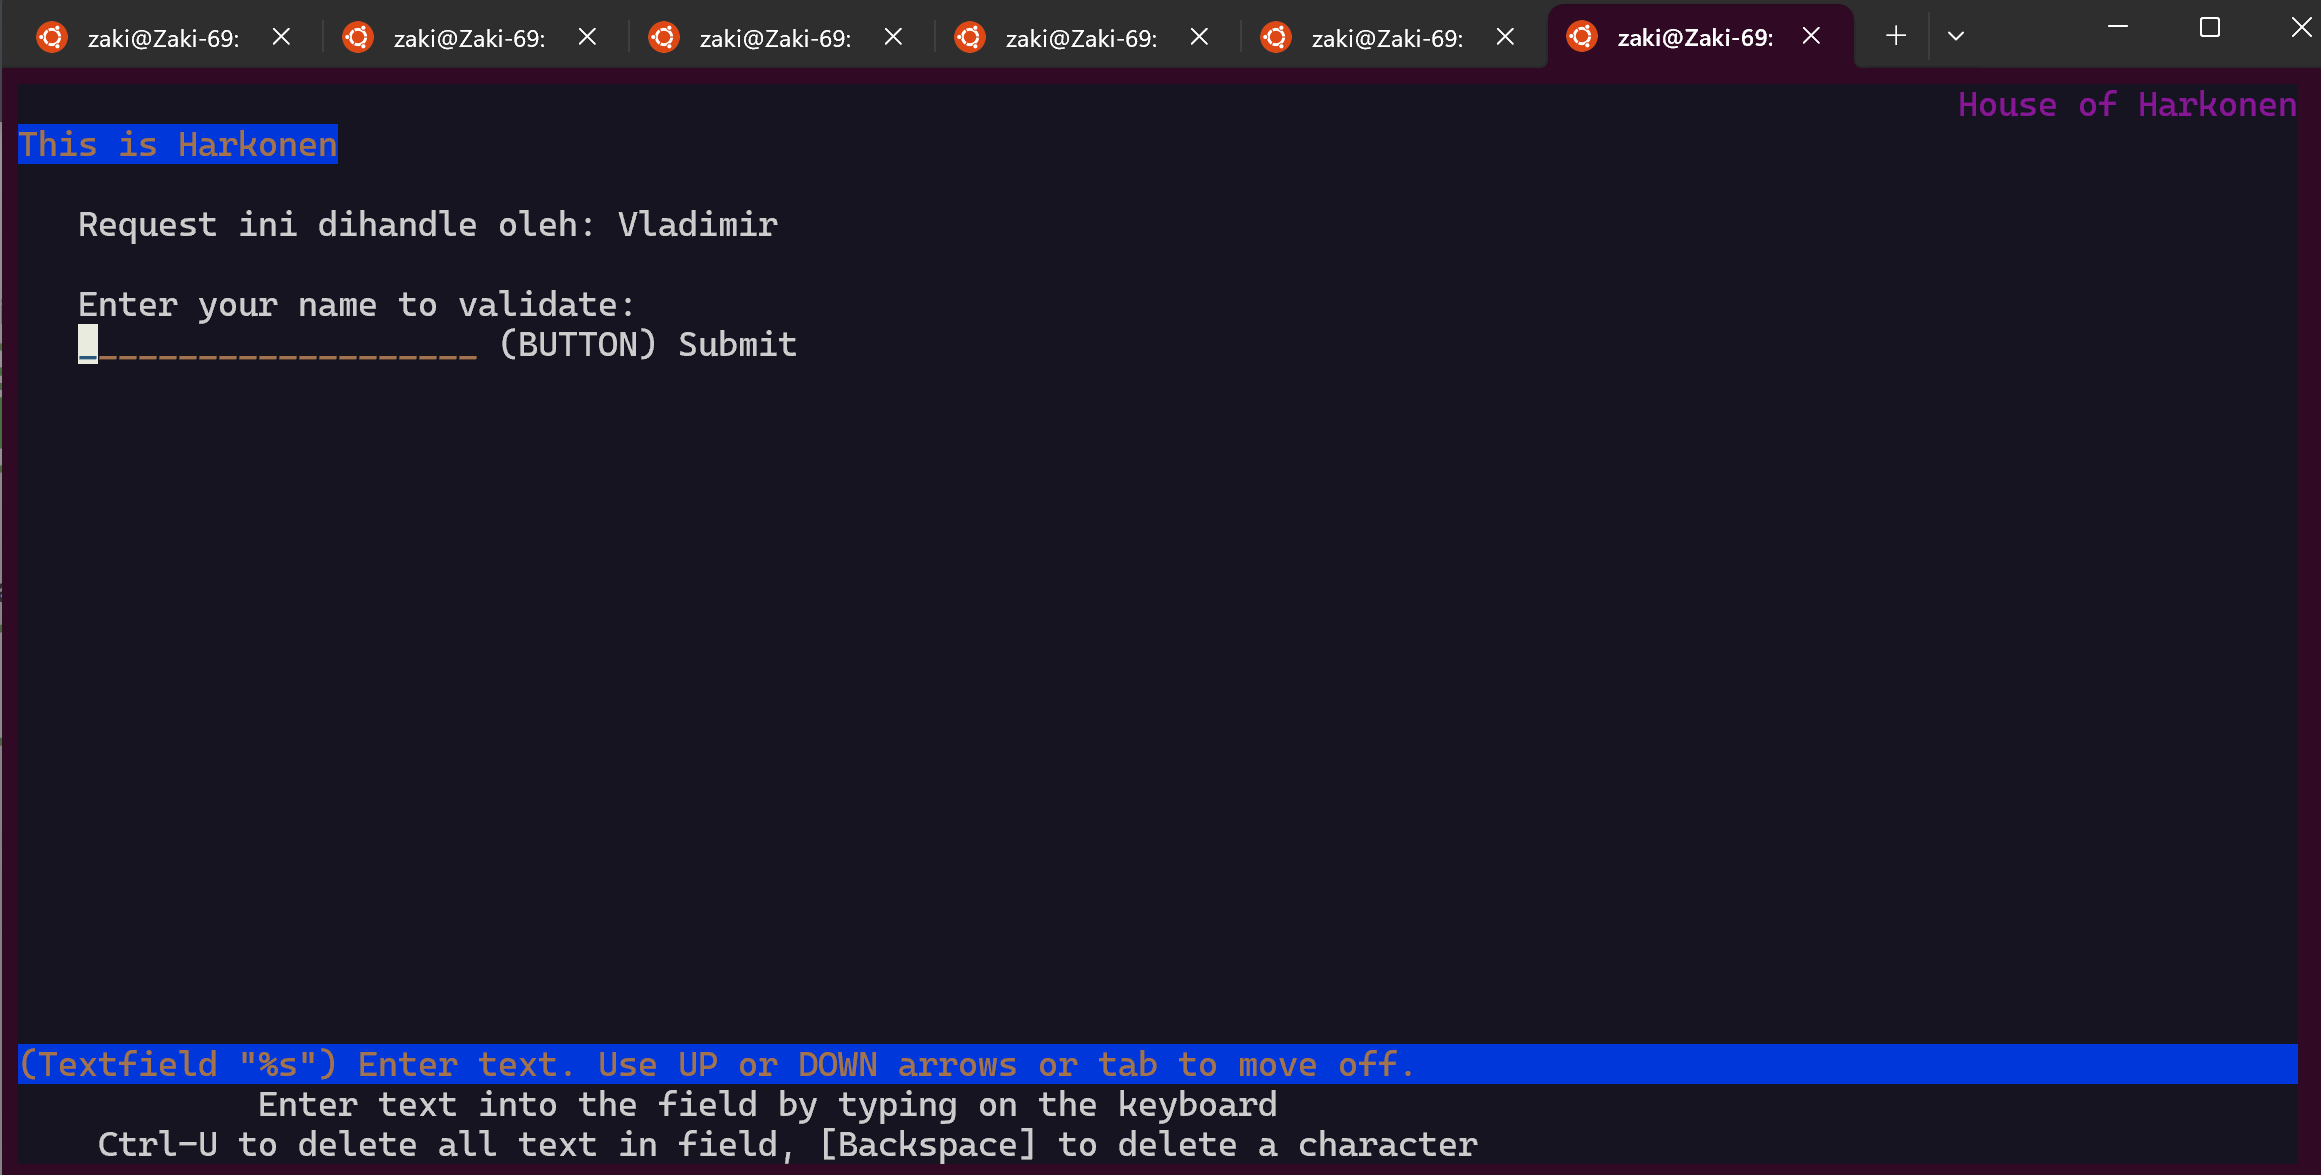 zaki@Zaki-69: zaki@Zaki-69: zaki@Zaki-69: zaki@Zaki-69: zaki@Zaki-69: zaki@Zaki-69:
House of Harkonen
This is Harkonen
Request ini dihandle oleh: Vladimir
Enter your name to validate:
____________________ (BUTTON) Submit
(Textfield "%s") Enter text. Use UP or DOWN arrows or tab to move off.
Enter text into the field by typing on the keyboard
Ctrl-U to delete all text in field, [Backspace] to delete a character